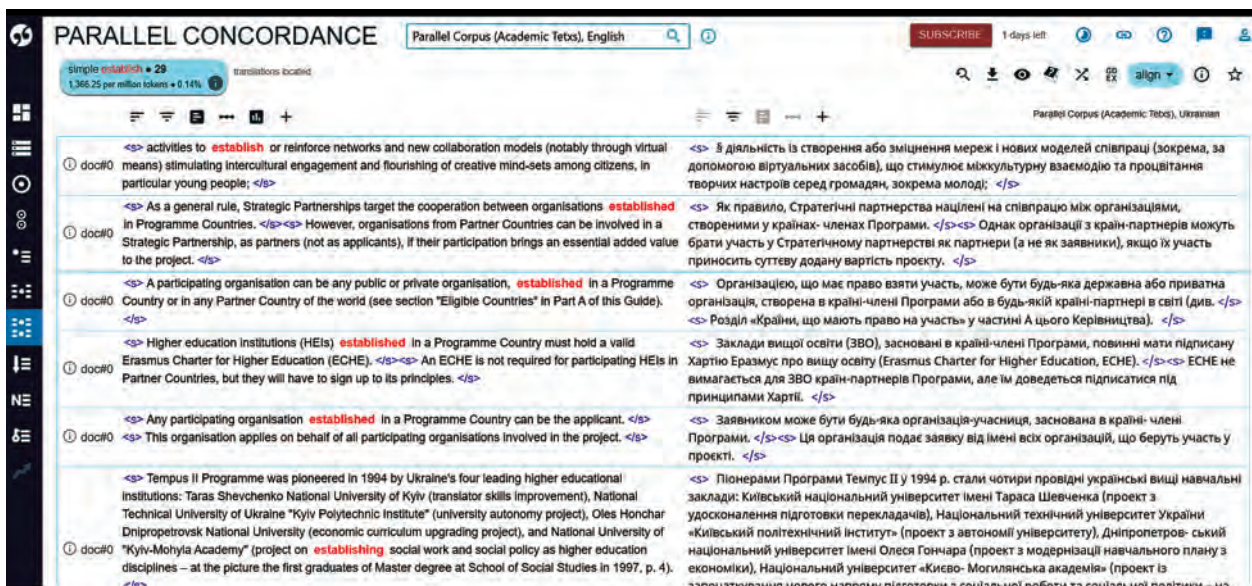 PARALLEL CONCORDANCE
Parallel Corpus (Academic Tetxs), English
SUBSCRIBE
1 days left
simple establish • 29
1,366.25 per million tokens • 0.14%
translations located
GD
EX
align
Parallel Corpus (Academic Tetxs), Ukrainian
doc#0
<s> activities to establish or reinforce networks and new collaboration models (notably through virtual
means) stimulating intercultural engagement and flourishing of creative mind-sets among citizens, in
particular young people; </s>
<s> § діяльність із створення або зміцнення мереж і нових моделей співпраці (зокрема, за
допомогою віртуальних засобів), що стимулює міжкультурну взаємодію та процвітання
творчих настроїв серед громадян, зокрема молоді; </s>
doc#0
<s> As a general rule, Strategic Partnerships target the cooperation between organisations established
in Programme Countries. </s><s> However, organisations from Partner Countries can be involved in a
Strategic Partnership, as partners (not as applicants), if their participation brings an essential added value
to the project. </s>
<s> Як правило, Стратегічні партнерства націлені на співпрацю між організаціями,
створеними у країнах- членах Програми. </s><s> Однак організації з країн-партнерів можуть
брати участь у Стратегічному партнерстві як партнери (а не як заявники), якщо їх участь
приносить суттєву додану вартість проєкту. </s>
doc#0
<s> A participating organisation can be any public or private organisation, established in a Programme
Country or in any Partner Country of the world (see section "Eligible Countries" in Part A of this Guide).
</s>
<s> Організацією, що має право взяти участь, може бути будь-яка державна або приватна
організація, створена в країні-члені Програми або в будь-якій країні-партнері в світі (див. </s>
<s> Розділ «Країни, що мають право на участь» у частині А цього Керівництва). </s>
doc#0
<s> Higher education institutions (HEIs) established in a Programme Country must hold a valid
Erasmus Charter for Higher Education (ECHE). </s><s> An ECHE is not required for participating HEIs in
Partner Countries, but they will have to sign up to its principles. </s>
<s> Заклади вищої освіти (ЗВО), засновані в країні-члені Програми, повинні мати підписану
Хартію Еразмус про вищу освіту (Erasmus Charter for Higher Education, ECHE). </s><s> ECHE не
вимагається для ЗВО країн-партнерів Програми, але їм доведеться підписатися під
принципами Хартії. </s>
doc#0
<s> Any participating organisation established in a Programme Country can be the applicant. </s>
<s> This organisation applies on behalf of all participating organisations involved in the project. </s>
<s> Заявником може бути будь-яка організація-учасниця, заснована в країні- члені
Програми. </s><s> Ця організація подає заявку від імені всіх організацій, що беруть участь у
проєкті. </s>
doc#0
<s> Tempus II Programme was pioneered in 1994 by Ukraine's four leading higher educational
institutions: Taras Shevchenko National University of Kyiv (translator skills improvement), National
Technical University of Ukraine "Kyiv Polytechnic Institute" (university autonomy project), Oles Honchar
Dnipropetrovsk National University (economic curriculum upgrading project), and National University of
"Kyiv-Mohyla Academy" (project on establishing social work and social policy as higher education
disciplines – at the picture the first graduates of Master degree at School of Social Studies in 1997, p. 4).
</s>
<s> Піонерами Програми Темпус II у 1994 р. стали чотири провідні українські вищі навчальні
заклади: Київський національний університет імені Тараса Шевченка (проект з
удосконалення підготовки перекладачів), Національний технічний університет України
«Київський політехнічний інститут» (проект з автономії університету), Дніпропетров- ський
національний університет імені Олеся Гончара (проект з модернізації навчального плану з
економіки), Національний університет «Києво- Могилянська академія» (проект із
започаткування нового напряму підготовки з соціальної роботи та соціальної політики – на